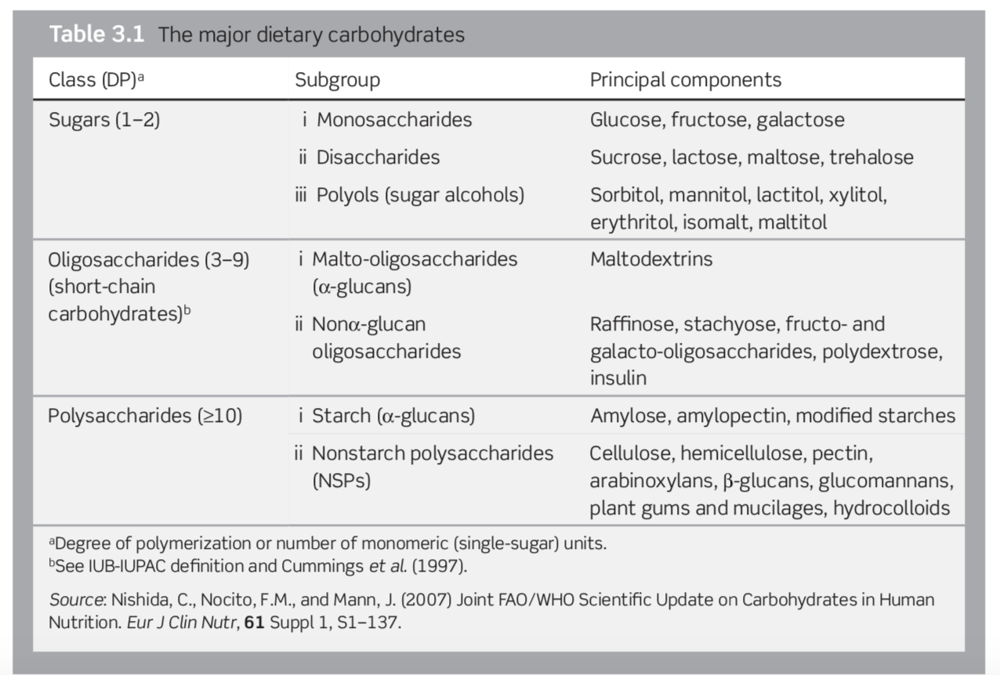 Table 3.1 The major dietary carbohydrates
Class (DP)ᵃ Subgroup Principal components
Sugars (1–2) i Monosaccharides Glucose, fructose, galactose
ii Disaccharides Sucrose, lactose, maltose, trehalose
iii Polyols (sugar alcohols) Sorbitol, mannitol, lactitol, xylitol,
erythritol, isomalt, maltitol
Oligosaccharides (3–9) i Malto-oligosaccharides Maltodextrins
(short-chain (α-glucans)
carbohydrates)ᵇ
ii Nonα-glucan Raffinose, stachyose, fructo- and
oligosaccharides galacto-oligosaccharides, polydextrose,
insulin
Polysaccharides (≥10) i Starch (α-glucans) Amylose, amylopectin, modified starches
ii Nonstarch polysaccharides Cellulose, hemicellulose, pectin,
(NSPs) arabinoxylans, β-glucans, glucomannans,
plant gums and mucilages, hydrocolloids
ᵃDegree of polymerization or number of monomeric (single-sugar) units.
ᵇSee IUB-IUPAC definition and Cummings et al. (1997).
Source: Nishida, C., Nocito, F.M., and Mann, J. (2007) Joint FAO/WHO Scientific Update on Carbohydrates in Human
Nutrition. Eur J Clin Nutr, 61 Suppl 1, S1–137.